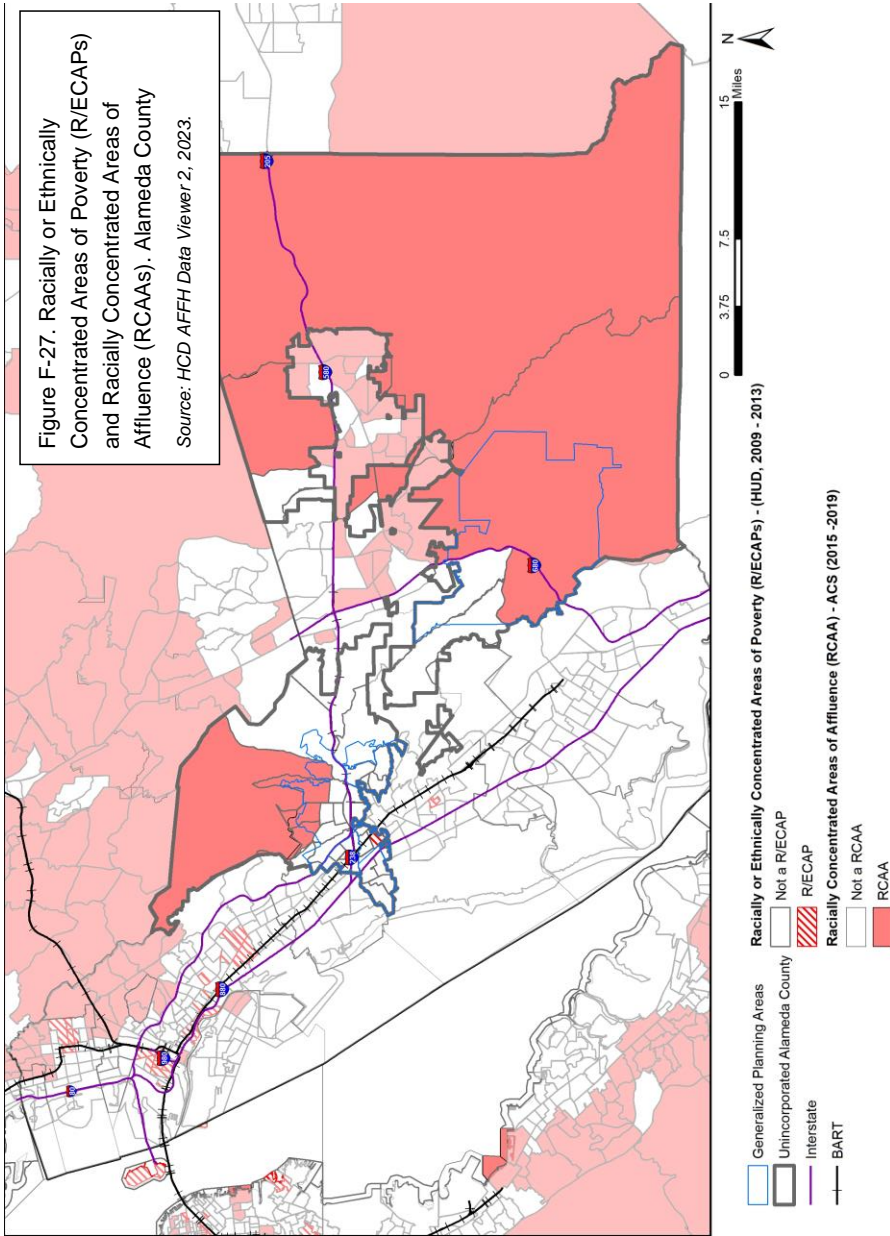 Figure F-27. Racially or Ethnically
Concentrated Areas of Poverty (R/ECAPs)
and Racially Concentrated Areas of
Affluence (RCAAs). Alameda County
Source: HCD AFFH Data Viewer 2, 2023.
205
580
680
238
880
980
80
N
0
3.75
7.5
15
Miles
Generalized Planning Areas
Unincorporated Alameda County
Interstate
BART
Racially or Ethnically Concentrated Areas of Poverty (R/ECAPs) - (HUD, 2009 - 2013)
Not a R/ECAP
R/ECAP
Racially Concentrated Areas of Affluence (RCAA) - ACS (2015 -2019)
Not a RCAA
RCAA